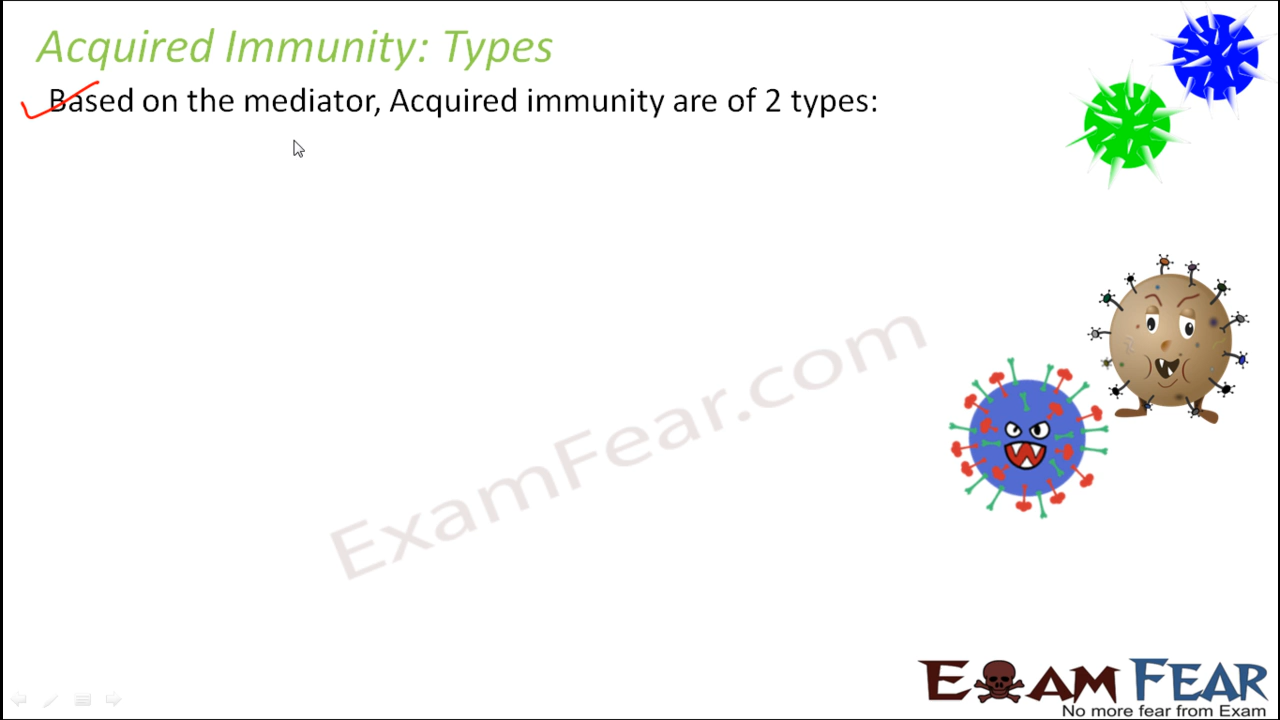 Acquired Immunity: Types
Based on the mediator, Acquired immunity are of 2 types:
ExamFear.com
EXAM FEAR
No more fear from Exam